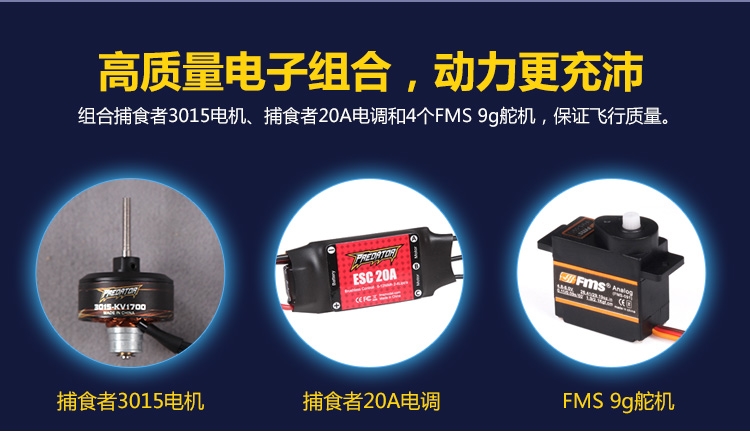 高质量电子组合，动力更充沛
组合捕食者3015电机、捕食者20A电调和4个FMS 9g舵机，保证飞行质量。
PREDATOR
3015-KV1700
MADE IN CHINA
PREDATOR
ESC 20A
Battery
Motor
A
B
C
FMS®
Analog
捕食者3015电机
捕食者20A电调
FMS 9g舵机